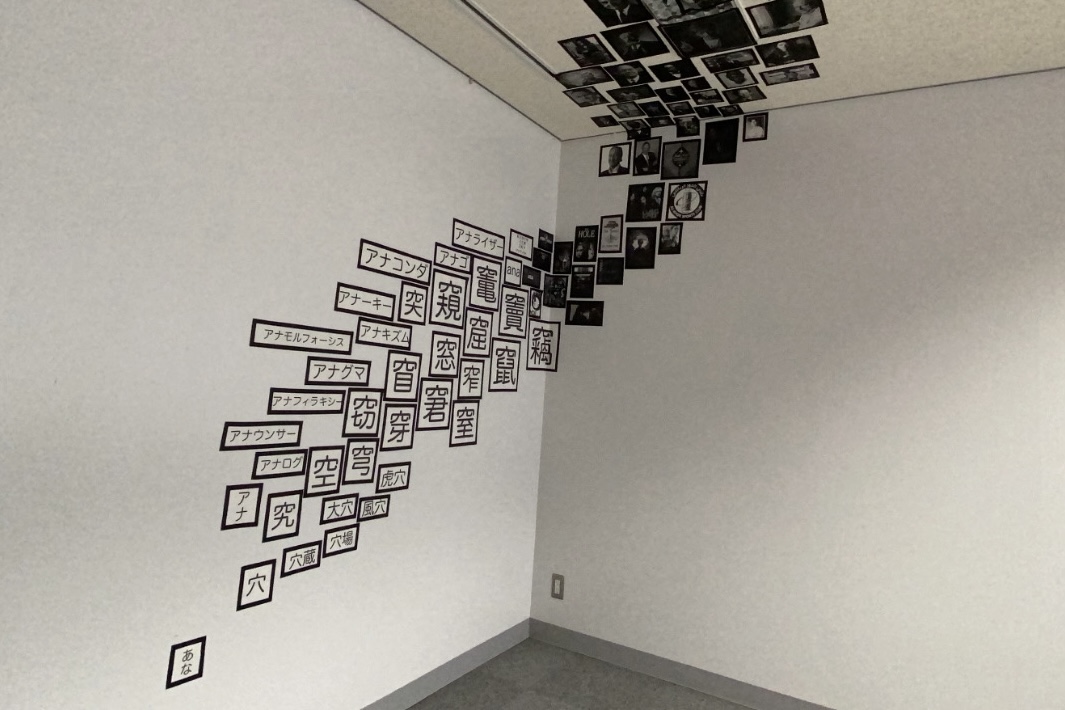 アナライザー
アナコンダ
アナゴ
竃
ana
HOLE
アナーキー
突
窺
竇
アナモルフォーシス
アナキズム
窟
窩
窓
アナグマ
窅
窄
竄
アナフィラキシー
窃
穿
窘
窒
アナウンサー
アナログ
空
穹
虎穴
アナ
究
大穴
風穴
穴
穴蔵
穴場
あな